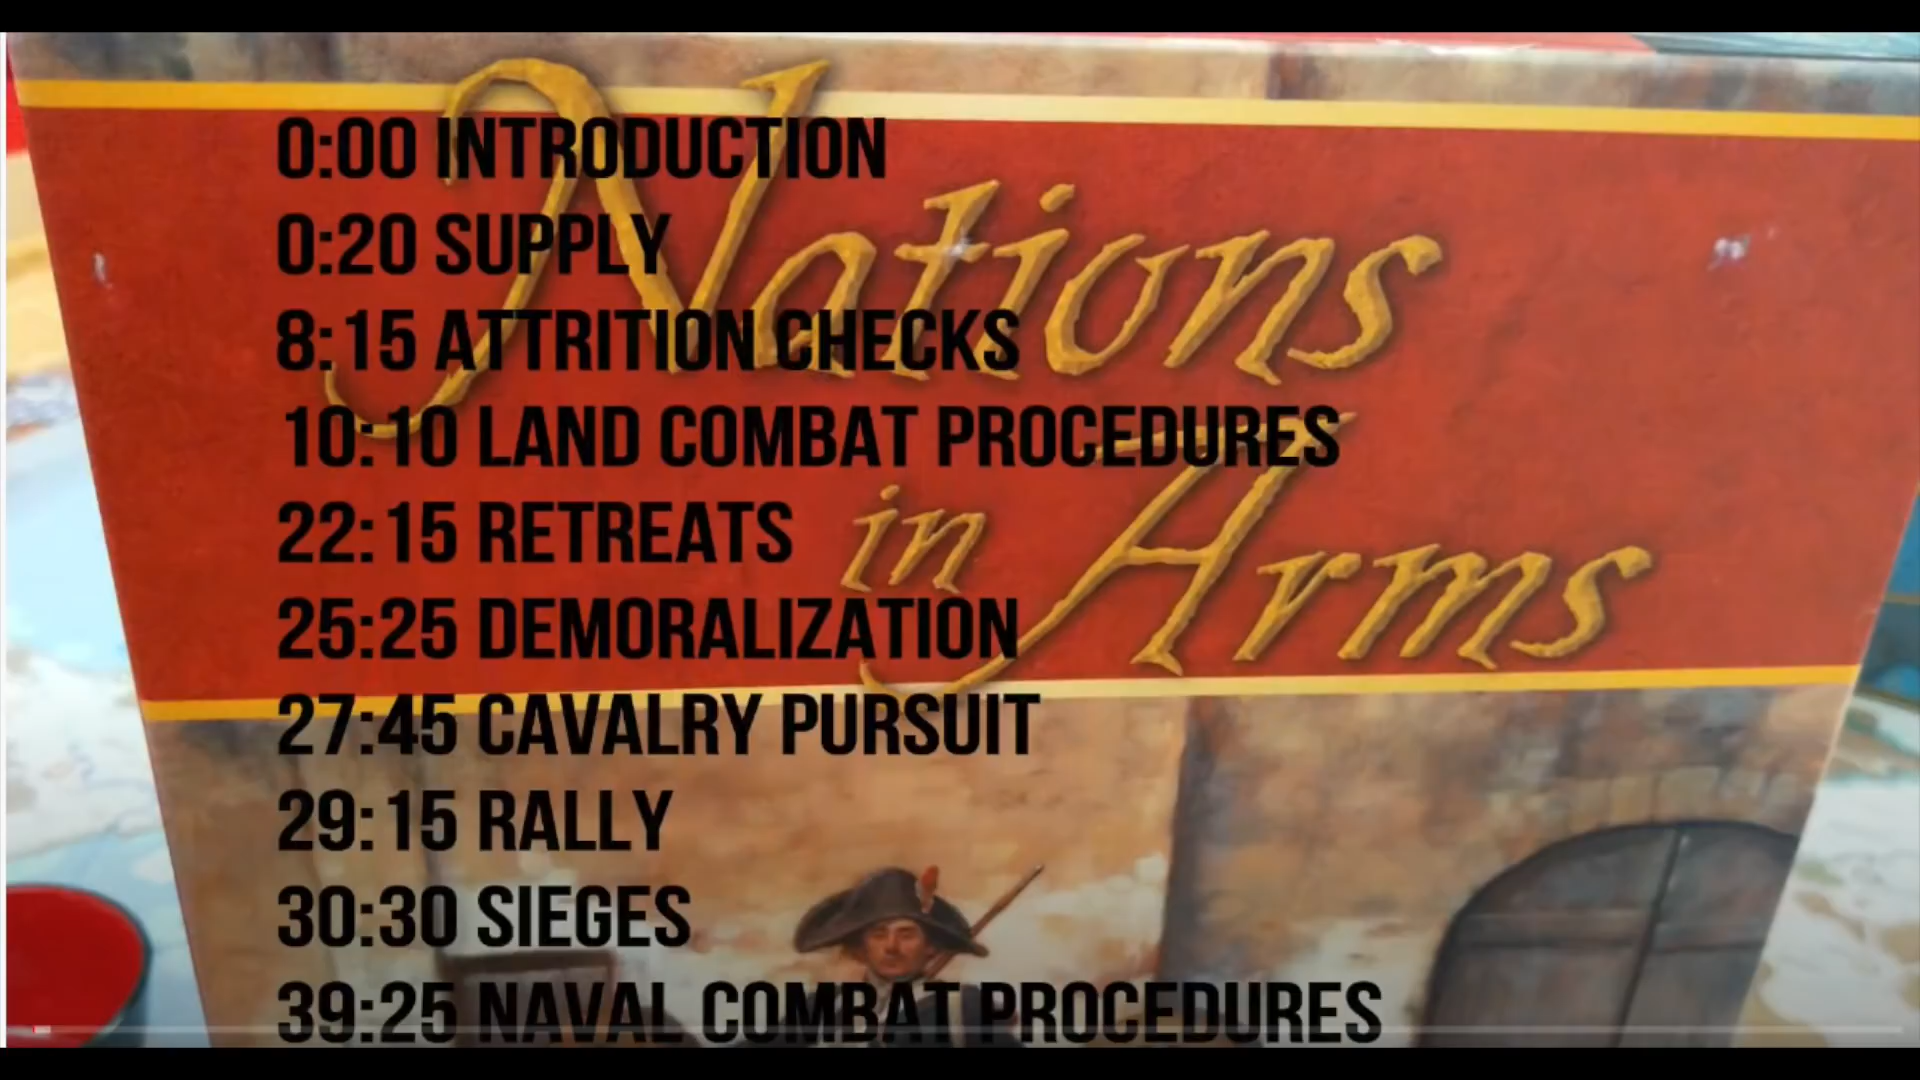 0:00 INTRODUCTION
0:20 SUPPLY
8:15 ATTRITION CHECKS
10:10 LAND COMBAT PROCEDURES
22:15 RETREATS
25:25 DEMORALIZATION
27:45 CAVALRY PURSUIT
29:15 RALLY
30:30 SIEGES
39:25 NAVAL COMBAT PROCEDURES
Nations
in Arms